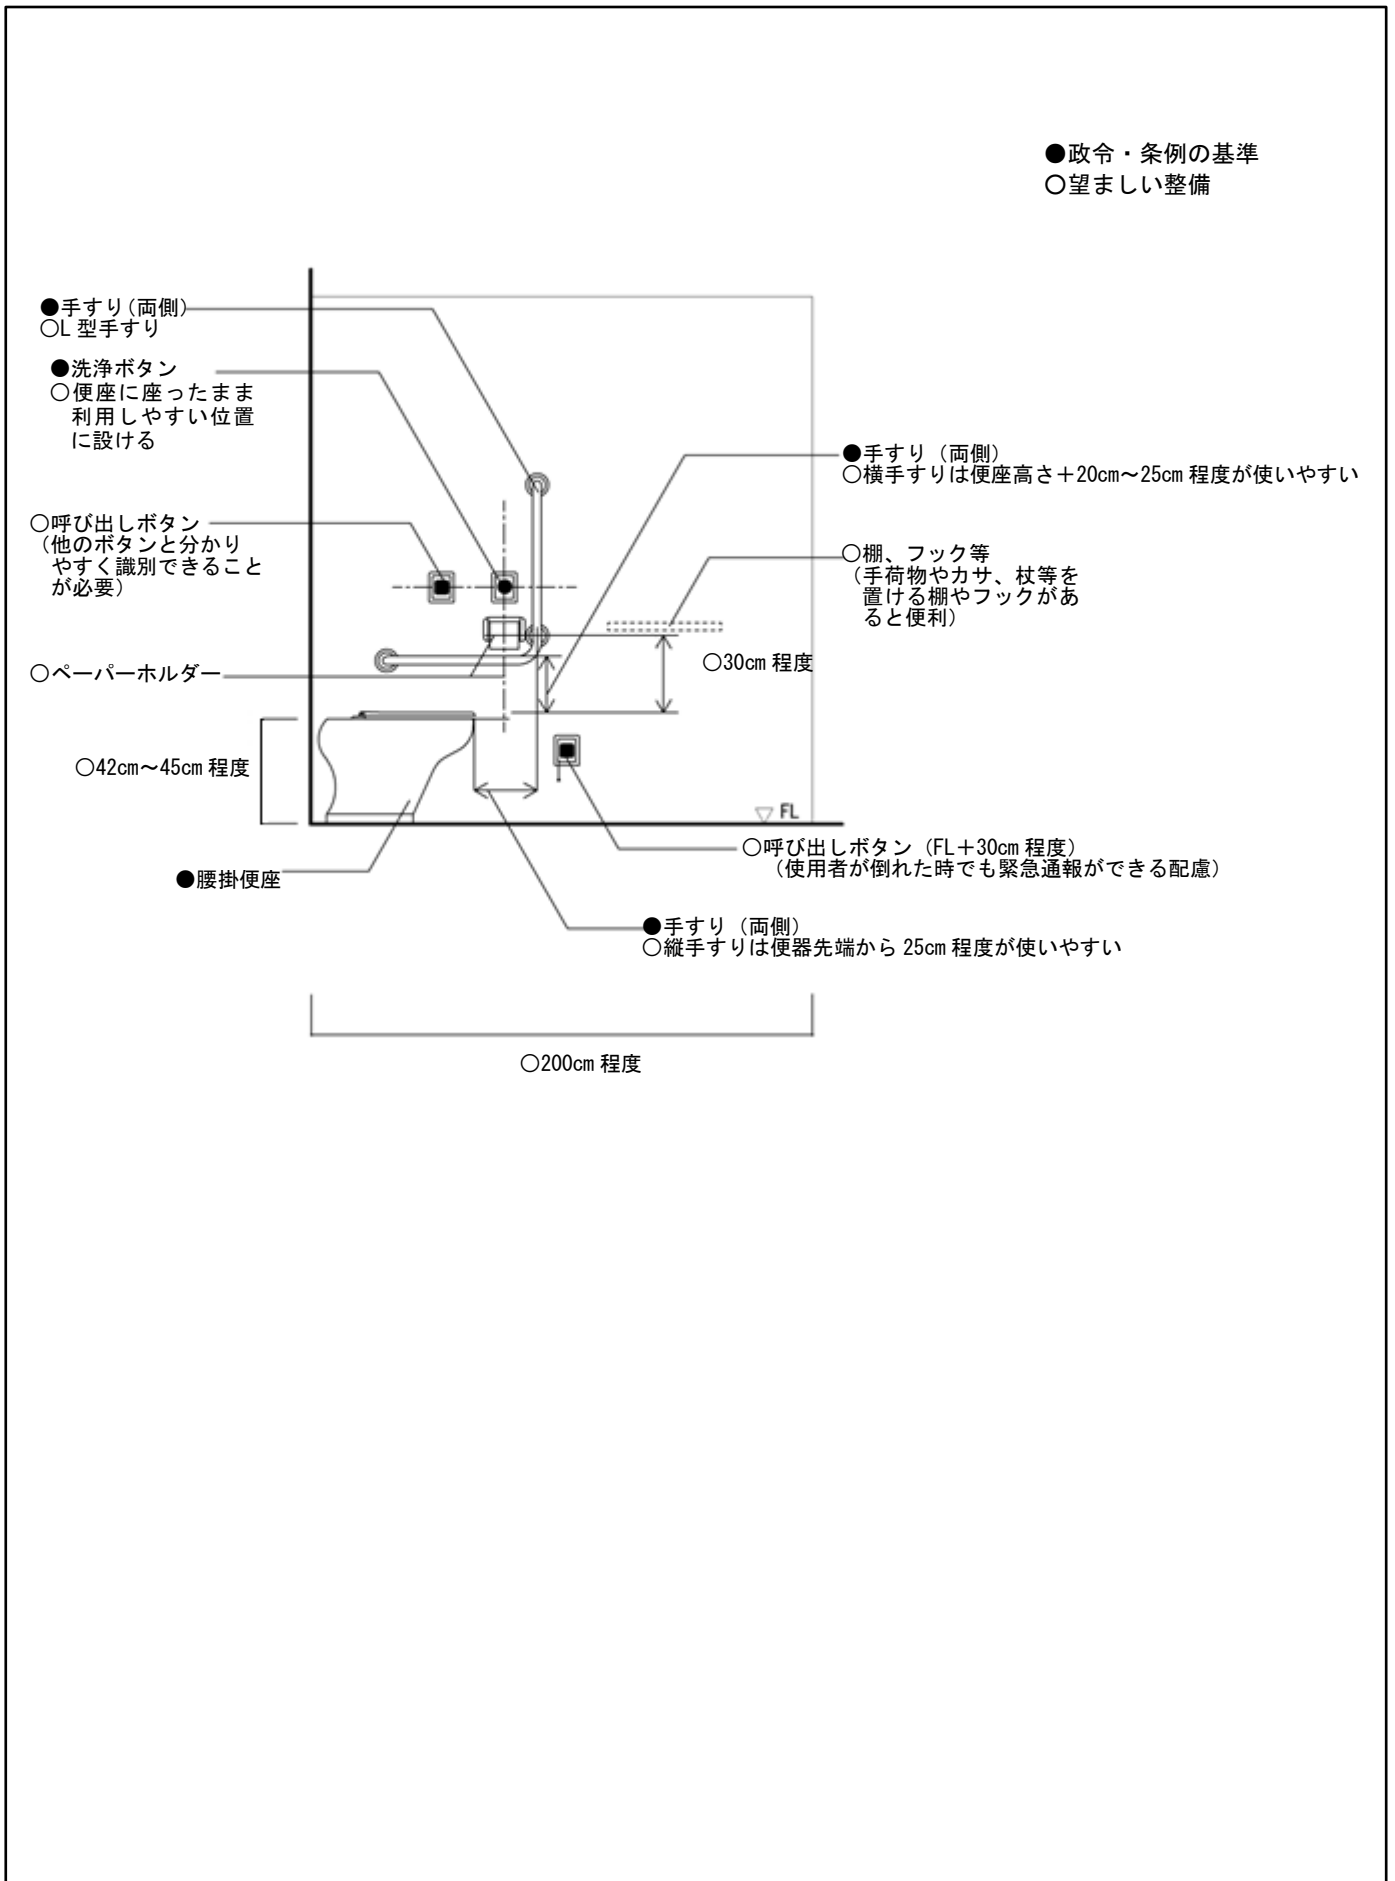 ●政令・条例の基準
○望ましい整備
●手すり(両側)
○L 型手すり
●洗浄ボタン
○便座に座ったまま
利用しやすい位置
に設ける
●手すり（両側）
○横手すりは便座高さ＋20cm～25cm 程度が使いやすい
○呼び出しボタン
（他のボタンと分かり
やすく識別できること
が必要）
○棚、フック等
（手荷物やカサ、杖等を
置ける棚やフックがあ
ると便利）
○30cm 程度
○ペーパーホルダー
○42cm～45cm 程度
▽ FL
○呼び出しボタン（FL＋30cm 程度）
（使用者が倒れた時でも緊急通報ができる配慮）
●腰掛便座
●手すり（両側）
○縦手すりは便器先端から 25cm 程度が使いやすい
○200cm 程度